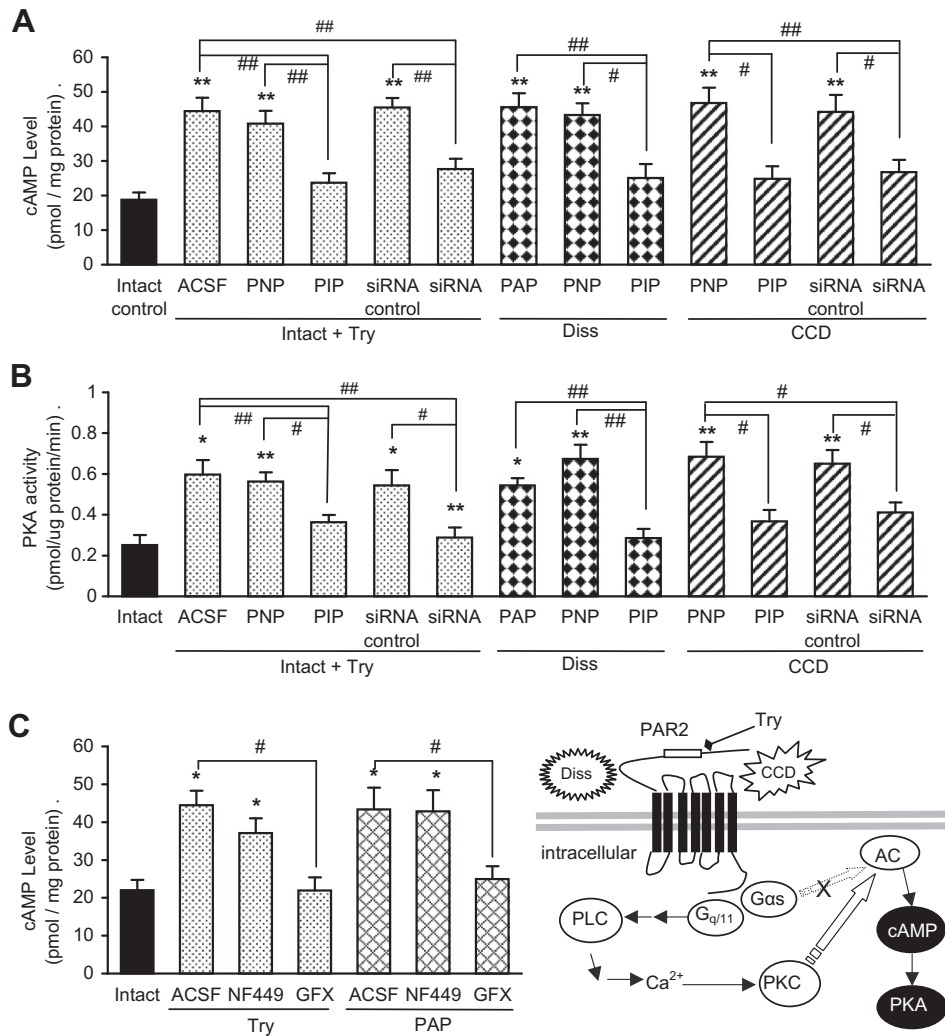 A
cAMP Level
(pmol / mg protein) .
60
50
40
30
20
10
0
## ## ## ## ##
## #
## # #
** ** **
** **
** **
Intact control
ACSF PNP PIP siRNA control siRNA
PAP PNP PIP
PNP PIP siRNA control siRNA
Intact + Try Diss CCD
B
PKA activity
(pmol/ug protein/min) .
1
0.8
0.6
0.4
0.2
0
## ## # #
## ##
# # #
* ** * **
* **
** **
Intact
ACSF PNP PIP siRNA control siRNA
PAP PNP PIP
PNP PIP siRNA control siRNA
Intact + Try Diss CCD
C
cAMP Level
(pmol / mg protein) .
60
50
40
30
20
10
0
# #
* * * *
Intact ACSF NF449 GFX ACSF NF449 GFX
Try PAP
PAR2 Try
Diss CCD
intracellular
AC
Gαs X
Gq/11
PLC
cAMP
Ca2+
PKC
PKA